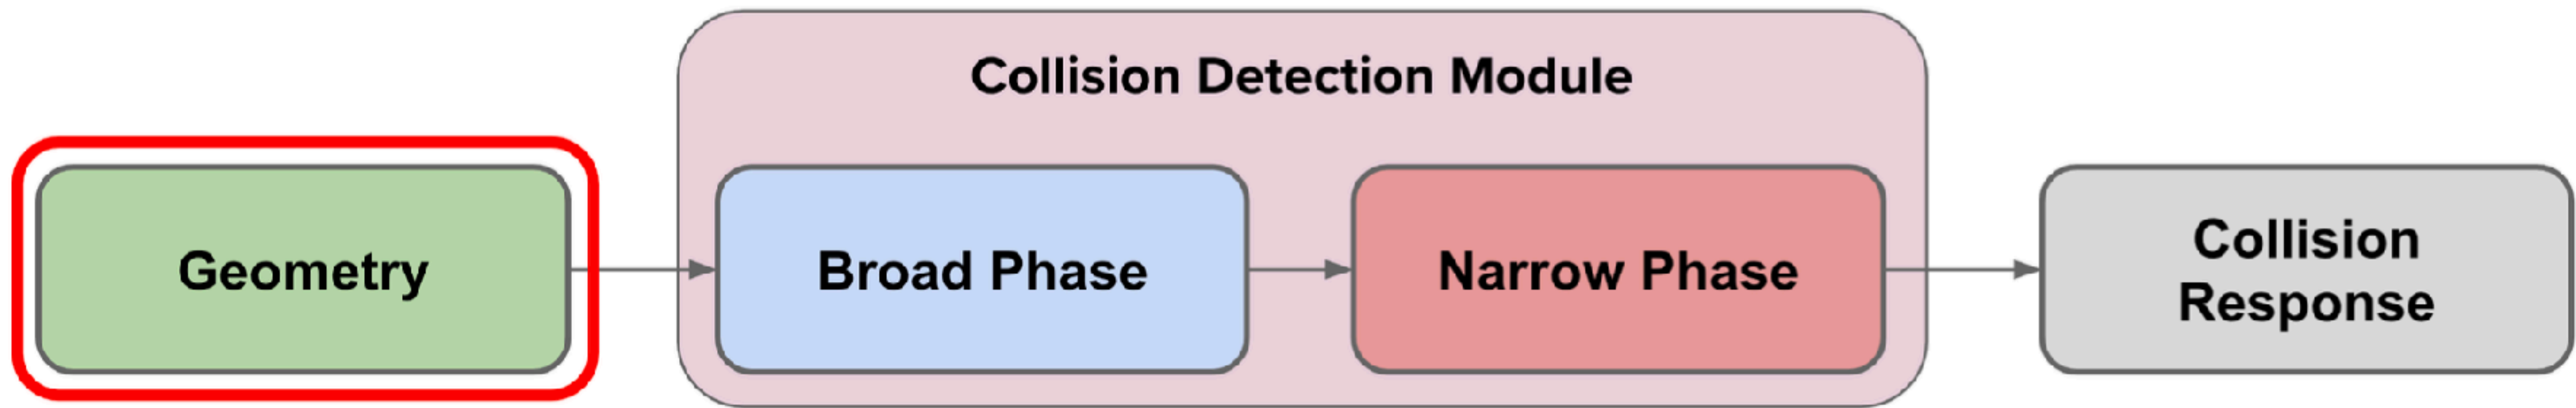 Collision Detection Module
Geometry
Broad Phase
Narrow Phase
Collision
Response